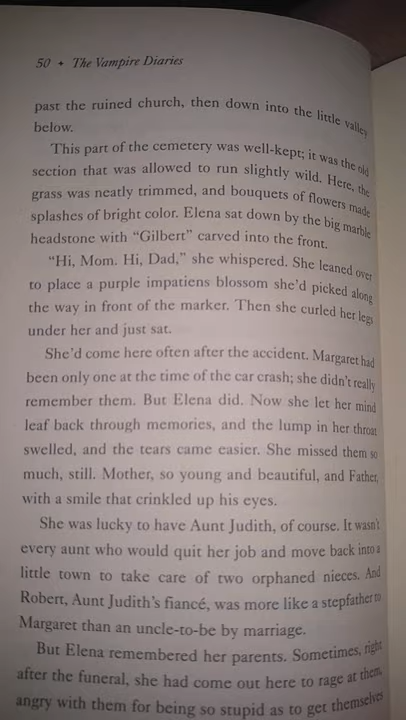 50 ✦ The Vampire Diaries
past the ruined church, then down into the little valley
below.
This part of the cemetery was well-kept; it was the old
section that was allowed to run slightly wild. Here, the
grass was neatly trimmed, and bouquets of flowers made
splashes of bright color. Elena sat down by the big marble
headstone with “Gilbert” carved into the front.
“Hi, Mom. Hi, Dad,” she whispered. She leaned over
to place a purple impatiens blossom she’d picked along
the way in front of the marker. Then she curled her legs
under her and just sat.
She’d come here often after the accident. Margaret had
been only one at the time of the car crash; she didn’t really
remember them. But Elena did. Now she let her mind
leaf back through memories, and the lump in her throat
swelled, and the tears came easier. She missed them so
much, still. Mother, so young and beautiful, and Father,
with a smile that crinkled up his eyes.
She was lucky to have Aunt Judith, of course. It wasn’t
every aunt who would quit her job and move back into a
little town to take care of two orphaned nieces. And
Robert, Aunt Judith’s fiancé, was more like a stepfather to
Margaret than an uncle-to-be by marriage.
But Elena remembered her parents. Sometimes, right
after the funeral, she had come out here to rage at them,
angry with them for being so stupid as to get themselves